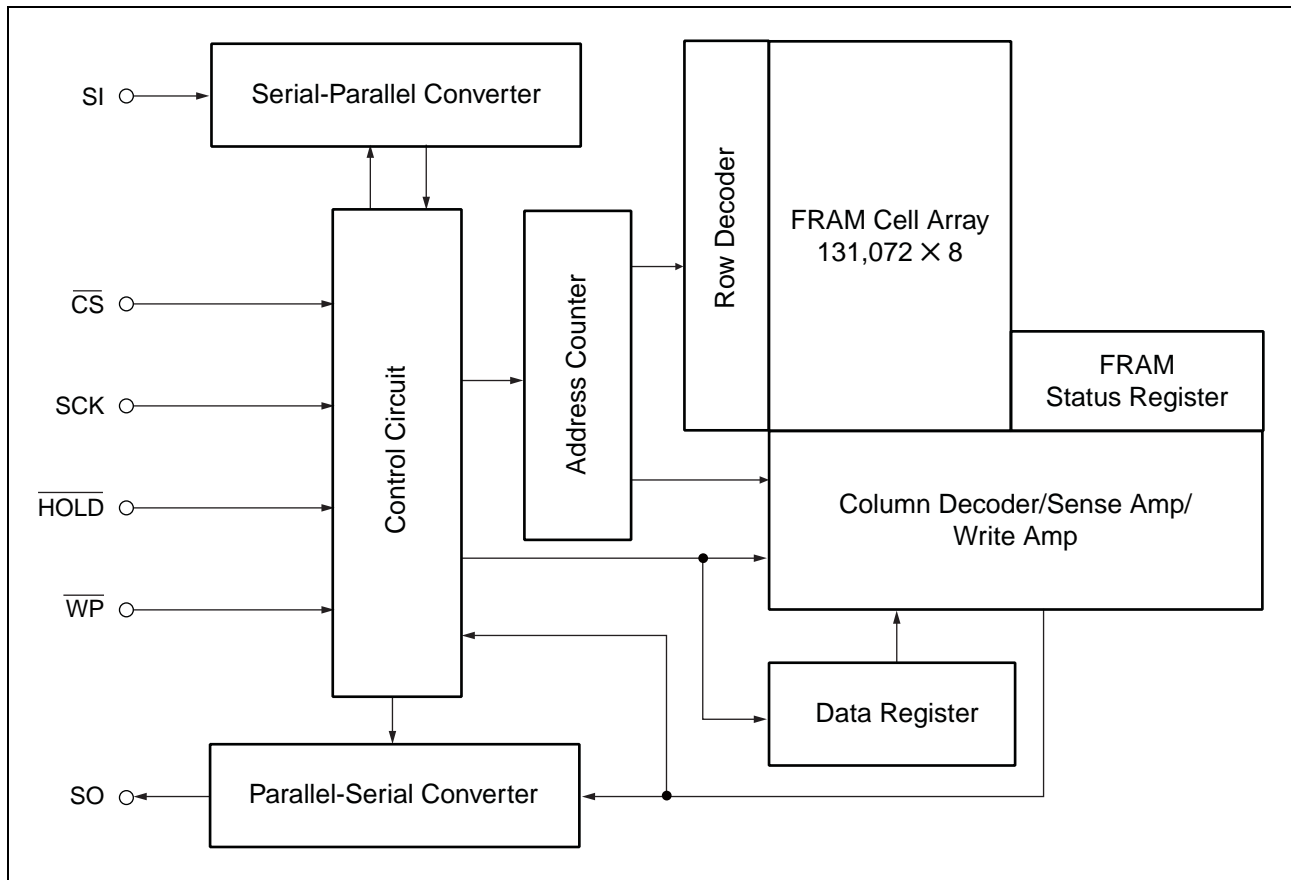 SI
Serial-Parallel Converter
Row Decoder
FRAM Cell Array
131,072 × 8
CS
SCK
HOLD
WP
Control Circuit
Address Counter
FRAM
Status Register
Column Decoder/Sense Amp/
Write Amp
Data Register
SO
Parallel-Serial Converter